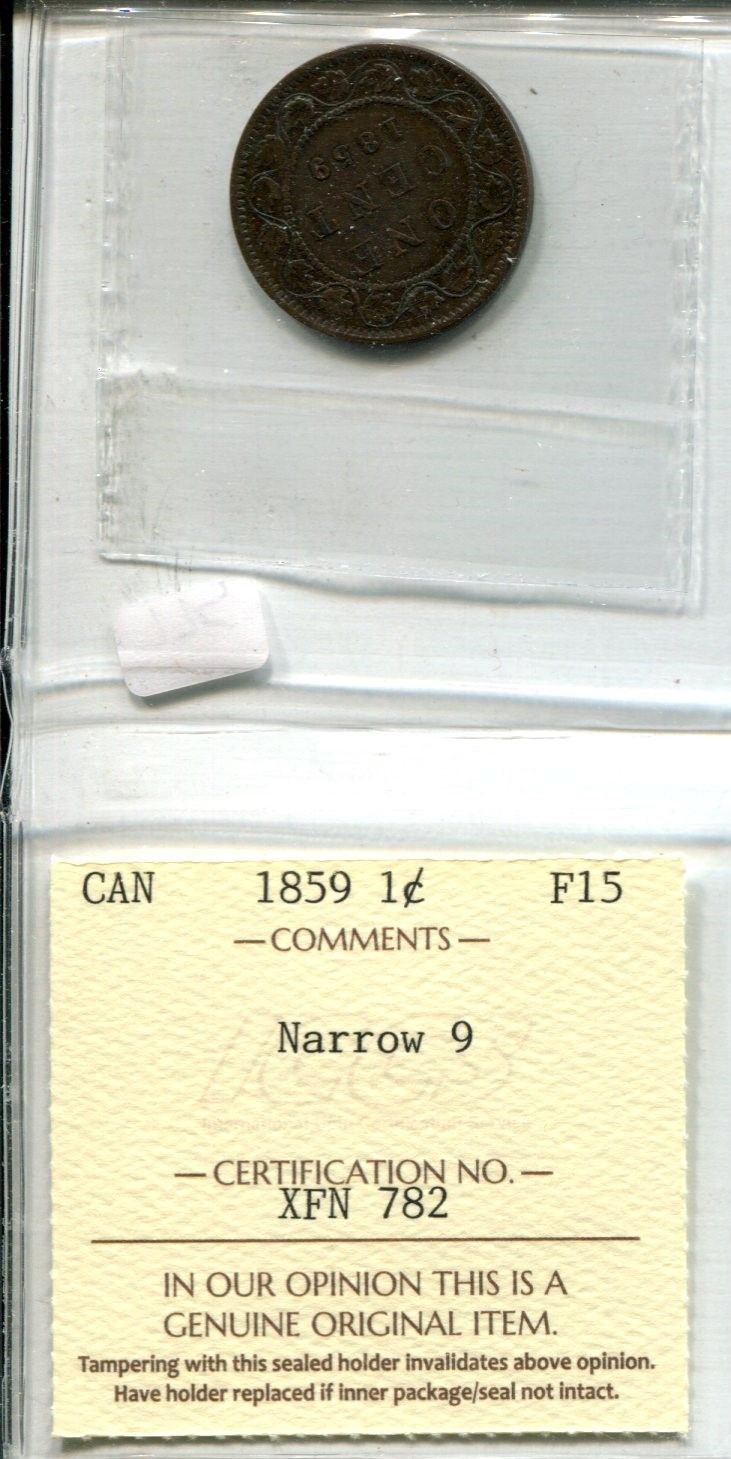 ONE
CENT
1859
CAN 1859 1¢ F15
— COMMENTS —
Narrow 9
— CERTIFICATION NO. —
XFN 782
IN OUR OPINION THIS IS A
GENUINE ORIGINAL ITEM.
Tampering with this sealed holder invalidates above opinion.
Have holder replaced if inner package/seal not intact.